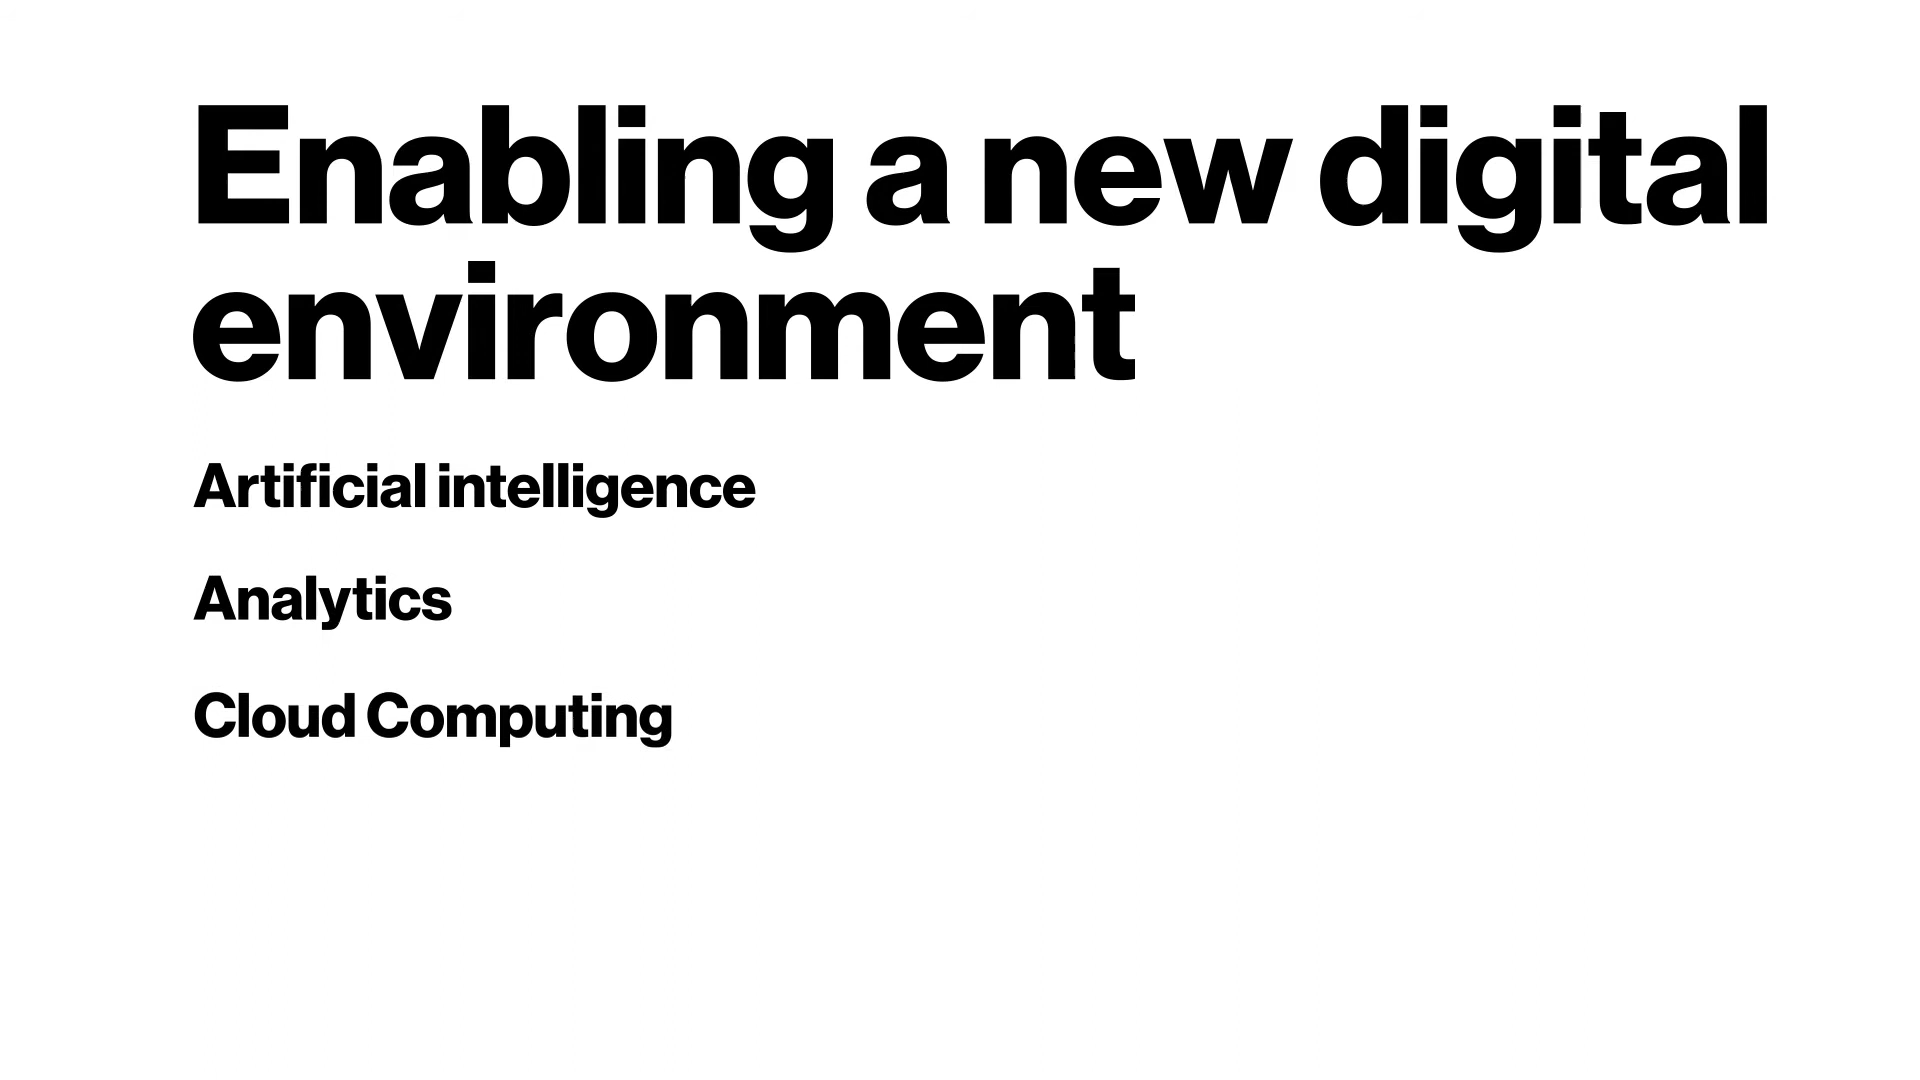 Enabling a new digital
environment
Artificial intelligence
Analytics
Cloud Computing